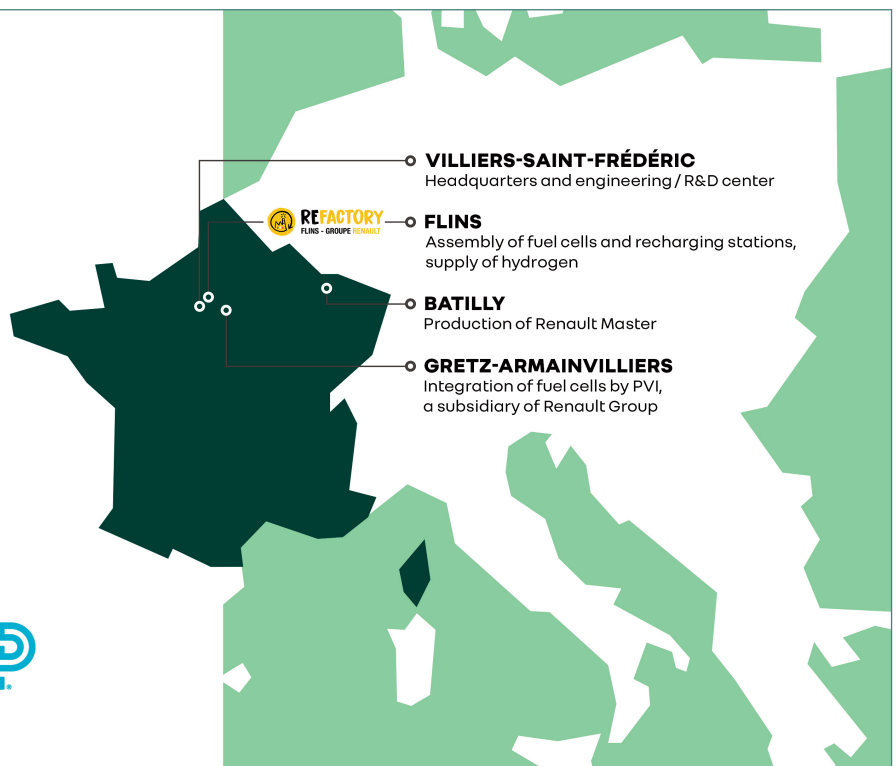 VILLIERS-SAINT-FRÉDÉRIC
Headquarters and engineering / R&D center
REFACTORY
FLINS - GROUPE RENAULT
FLINS
Assembly of fuel cells and recharging stations,
supply of hydrogen
BATILLY
Production of Renault Master
GRETZ-ARMAINVILLIERS
Integration of fuel cells by PVI,
a subsidiary of Renault Group
®